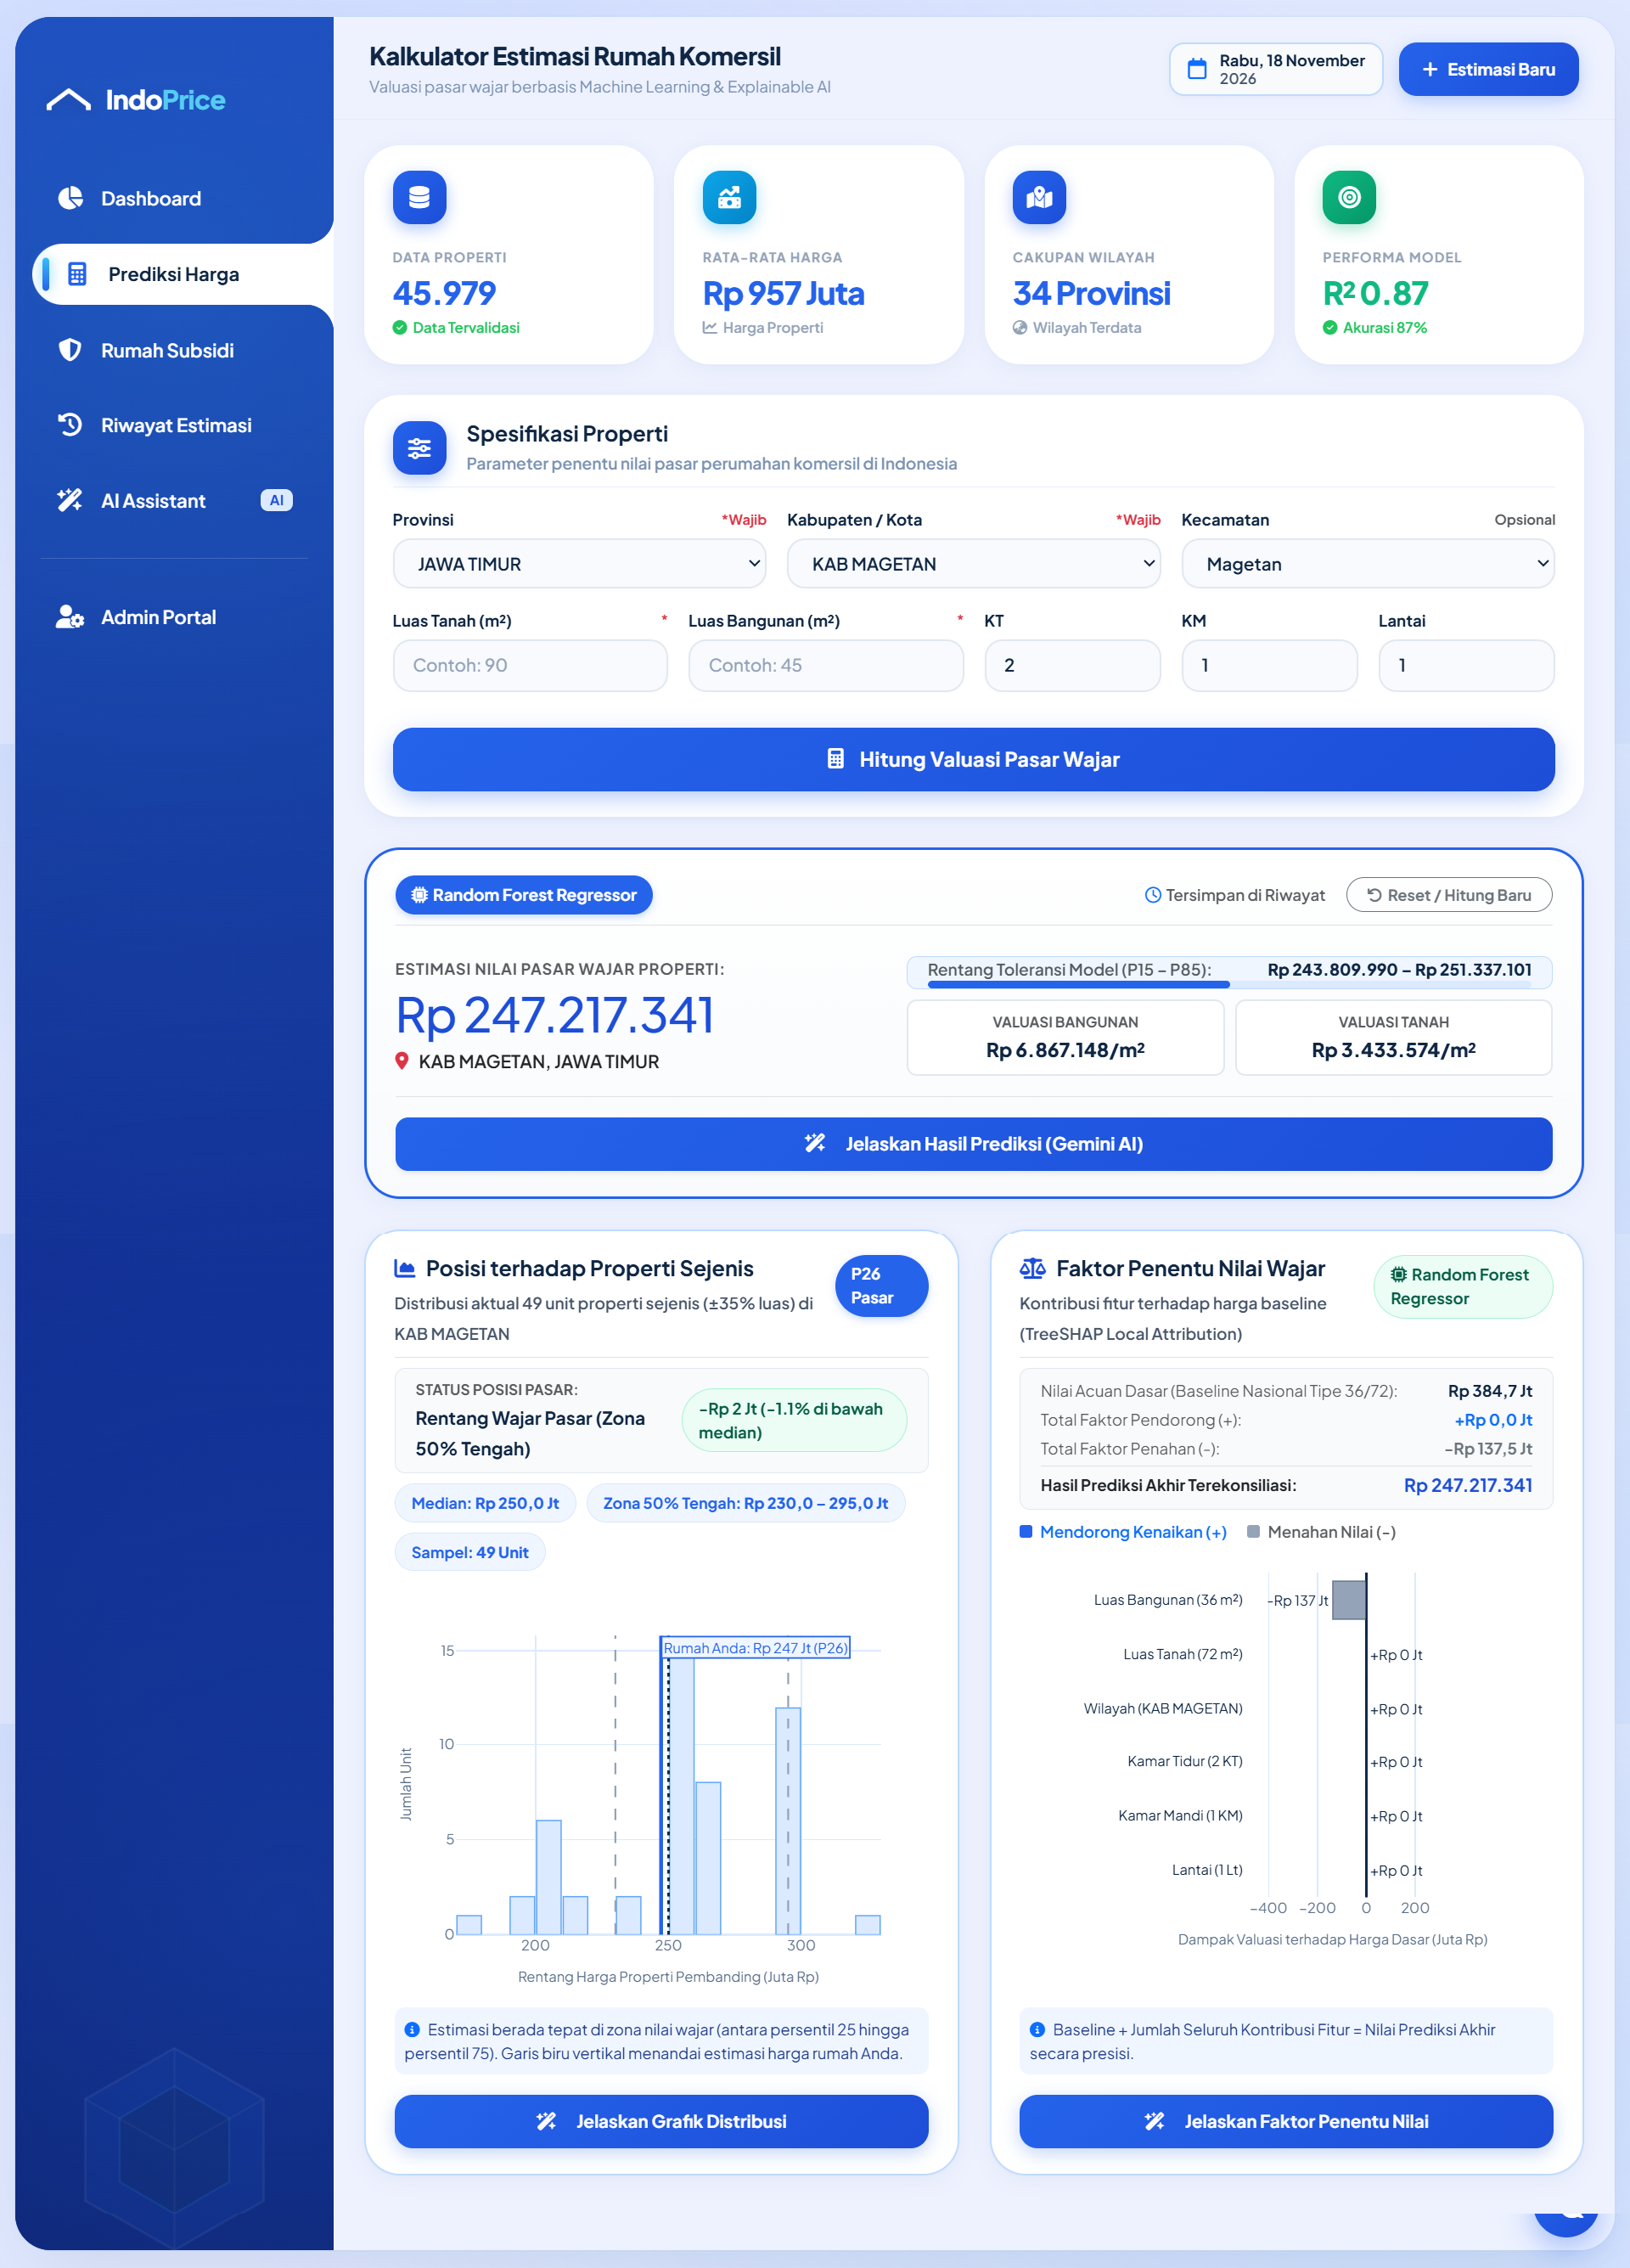 IndoPrice
Dashboard
Prediksi Harga
Rumah Subsidi
Riwayat Estimasi
AI Assistant AI
Admin Portal
Kalkulator Estimasi Rumah Komersil
Valuasi pasar wajar berbasis Machine Learning & Explainable AI
Rabu, 18 November
2026
Estimasi Baru
DATA PROPERTI
45.979
Data Tervalidasi
RATA-RATA HARGA
Rp 957 Juta
Harga Properti
CAKUPAN WILAYAH
34 Provinsi
Wilayah Terdata
PERFORMA MODEL
R² 0.87
Akurasi 87%
Spesifikasi Properti
Parameter penentu nilai pasar perumahan komersil di Indonesia
Provinsi *Wajib
JAWA TIMUR
Kabupaten / Kota *Wajib
KAB MAGETAN
Kecamatan Opsional
Magetan
Luas Tanah (m²) *
Contoh: 90
Luas Bangunan (m²) *
Contoh: 45
KT
2
KM
1
Lantai
1
Hitung Valuasi Pasar Wajar
Random Forest Regressor
Tersimpan di Riwayat
Reset / Hitung Baru
ESTIMASI NILAI PASAR WAJAR PROPERTI:
Rp 247.217.341
KAB MAGETAN, JAWA TIMUR
Rentang Toleransi Model (P15 – P85): Rp 243.809.990 – Rp 251.337.101
VALUASI BANGUNAN
Rp 6.867.148/m²
VALUASI TANAH
Rp 3.433.574/m²
Jelaskan Hasil Prediksi (Gemini AI)
Posisi terhadap Properti Sejenis
Distribusi aktual 49 unit properti sejenis (±35% luas) di
KAB MAGETAN
P26
Pasar
STATUS POSISI PASAR:
Rentang Wajar Pasar (Zona
50% Tengah)
-Rp 2 Jt (-1.1% di bawah
median)
Median: Rp 250,0 Jt
Zona 50% Tengah: Rp 230,0 – 295,0 Jt
Sampel: 49 Unit
Rumah Anda: Rp 247 Jt (P26)
15
10
5
0
Jumlah Unit
200 250 300
Rentang Harga Properti Pembanding (Juta Rp)
Estimasi berada tepat di zona nilai wajar (antara persentil 25 hingga
persentil 75). Garis biru vertikal menandai estimasi harga rumah Anda.
Jelaskan Grafik Distribusi
Faktor Penentu Nilai Wajar
Kontribusi fitur terhadap harga baseline
(TreeSHAP Local Attribution)
Random Forest
Regressor
Nilai Acuan Dasar (Baseline Nasional Tipe 36/72): Rp 384,7 Jt
Total Faktor Pendorong (+): +Rp 0,0 Jt
Total Faktor Penahan (-): -Rp 137,5 Jt
Hasil Prediksi Akhir Terekonsiliasi: Rp 247.217.341
Mendorong Kenaikan (+) Menahan Nilai (-)
Luas Bangunan (36 m²) -Rp 137 Jt
Luas Tanah (72 m²) +Rp 0 Jt
Wilayah (KAB MAGETAN) +Rp 0 Jt
Kamar Tidur (2 KT) +Rp 0 Jt
Kamar Mandi (1 KM) +Rp 0 Jt
Lantai (1 Lt) +Rp 0 Jt
−400 −200 0 200
Dampak Valuasi terhadap Harga Dasar (Juta Rp)
Baseline + Jumlah Seluruh Kontribusi Fitur = Nilai Prediksi Akhir
secara presisi.
Jelaskan Faktor Penentu Nilai